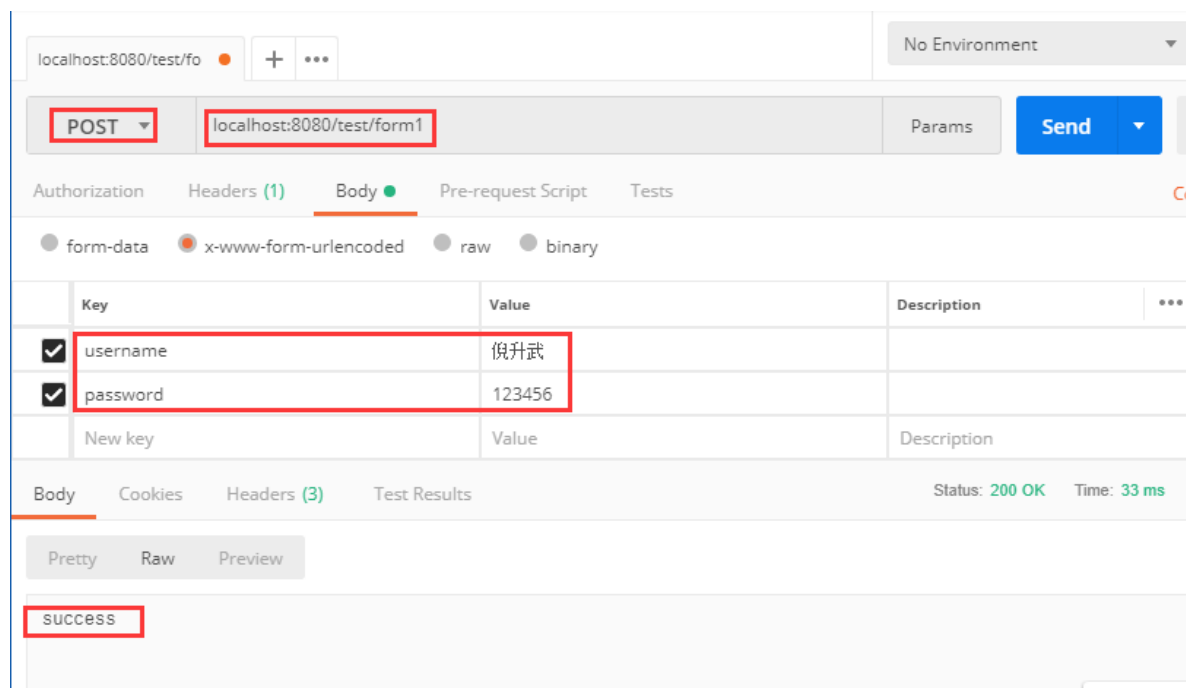 localhost:8080/test/fo
No Environment
POST localhost:8080/test/form1 Params Send
Authorization Headers (1) Body Pre-request Script Tests
form-data x-www-form-urlencoded raw binary
Key Value Description
username 倪升武
password 123456
New key Value Description
Body Cookies Headers (3) Test Results Status: 200 OK Time: 33 ms
Pretty Raw Preview
success